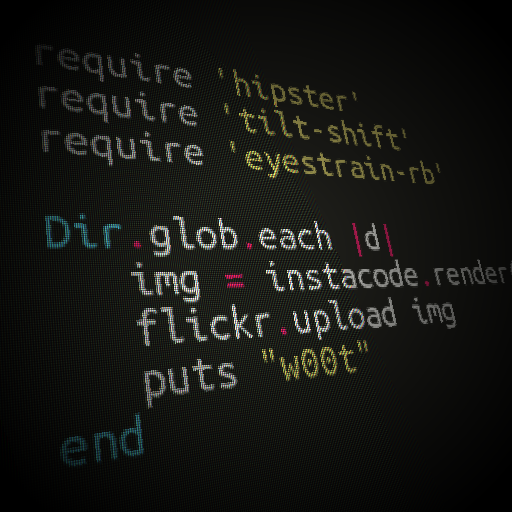 require 'hipster'
require 'tilt-shift'
require 'eyestrain-rb'
Dir.glob.each |d|
img = instacode.render(
flickr.upload img
puts "w00t"
end